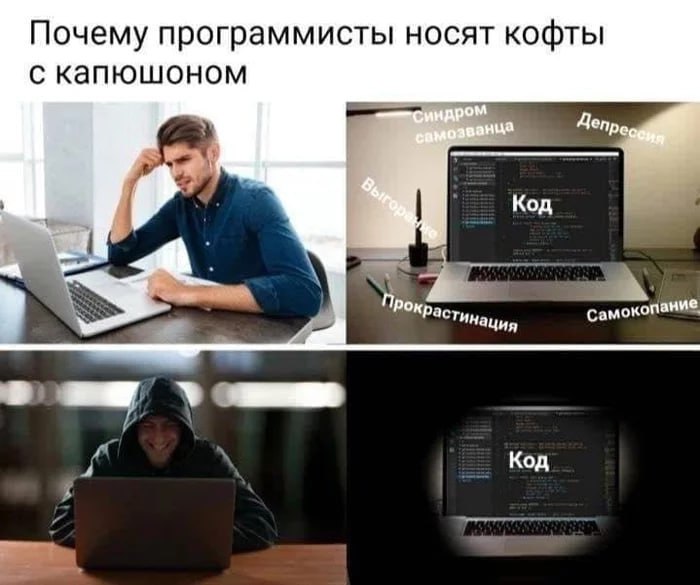 Почему программисты носят кофты
с капюшоном
Синдром
самозванца
Депрессия
Выгорание
Код
Прокрастинация
Самокопание
Код